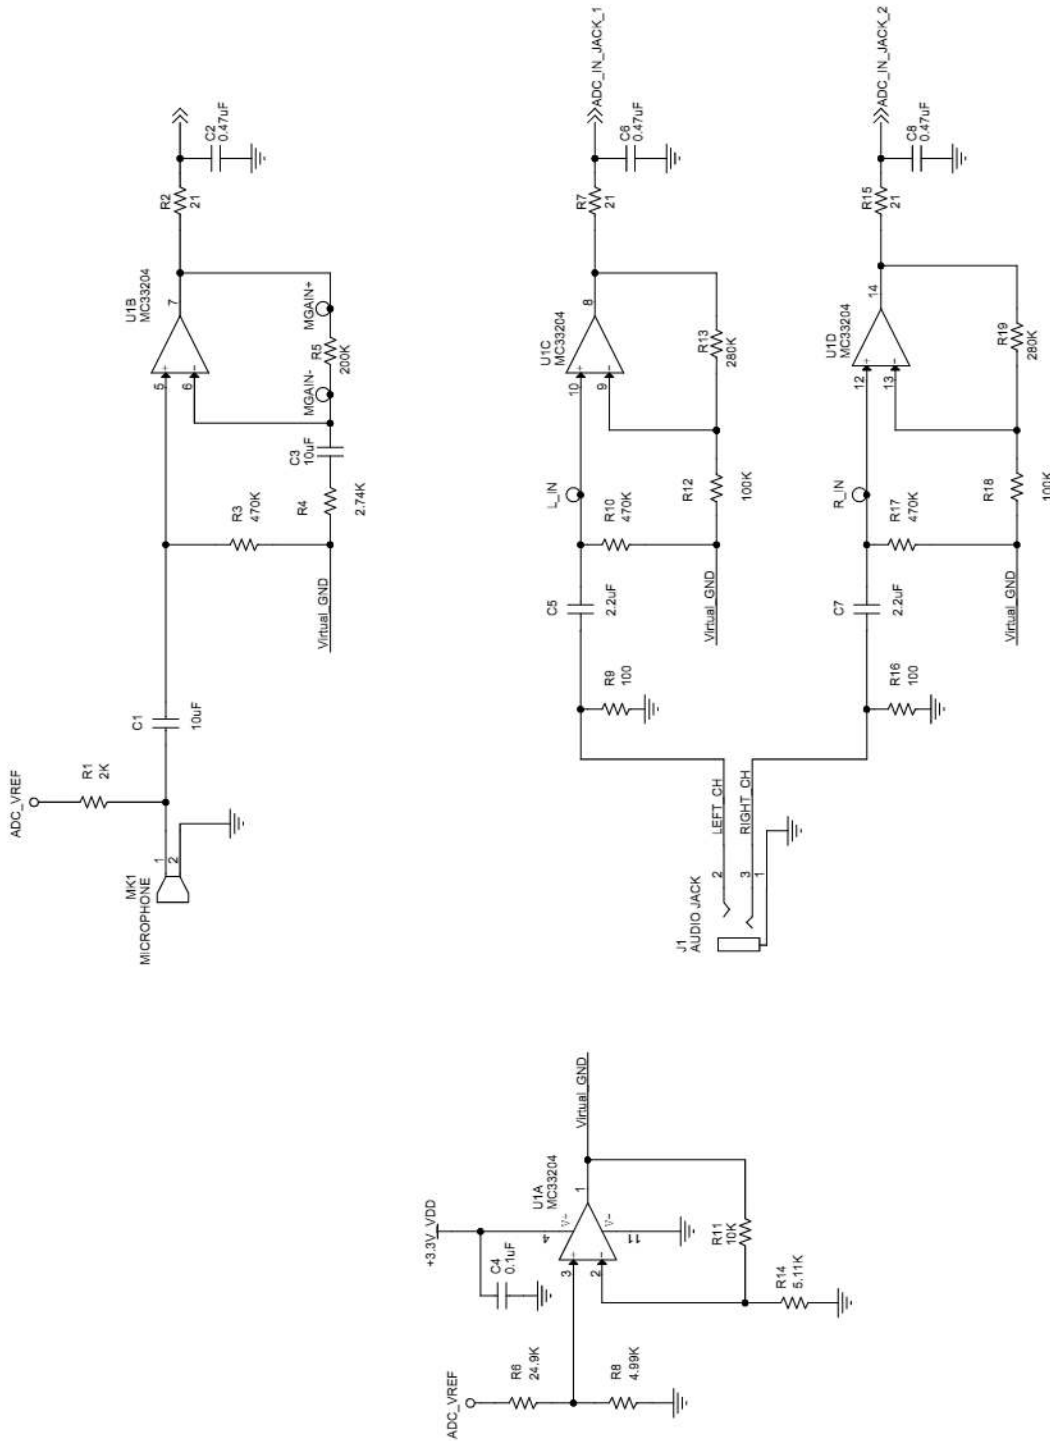 ADC_VREF
R1
2K
MK1
MICROPHONE
1
2
C1
10uF
R3
470K
Virtual_GND
R4
2.74K
C3
10uF
MGAIN-
R5
200K
MGAIN+
5
6
+
-
7
U1B
MC33204
R2
21
C2
0.47uF
J1
AUDIO JACK
2
3
1
LEFT_CH
RIGHT_CH
R9
100
C5
2.2uF
L_IN
R10
470K
Virtual_GND
R12
100K
R13
280K
10
9
+
-
8
U1C
MC33204
R7
21
C6
0.47uF
ADC_IN_JACK_1
R16
100
C7
2.2uF
R_IN
R17
470K
Virtual_GND
R18
100K
R19
280K
12
13
+
-
14
U1D
MC33204
R15
21
C8
0.47uF
ADC_IN_JACK_2
ADC_VREF
R6
24.9K
R8
4.99K
+3.3V_VDD
C4
0.1uF
U1A
MC33204
4
V+
3
2
+
-
1
V-
11
Virtual_GND
R11
10K
R14
5.11K